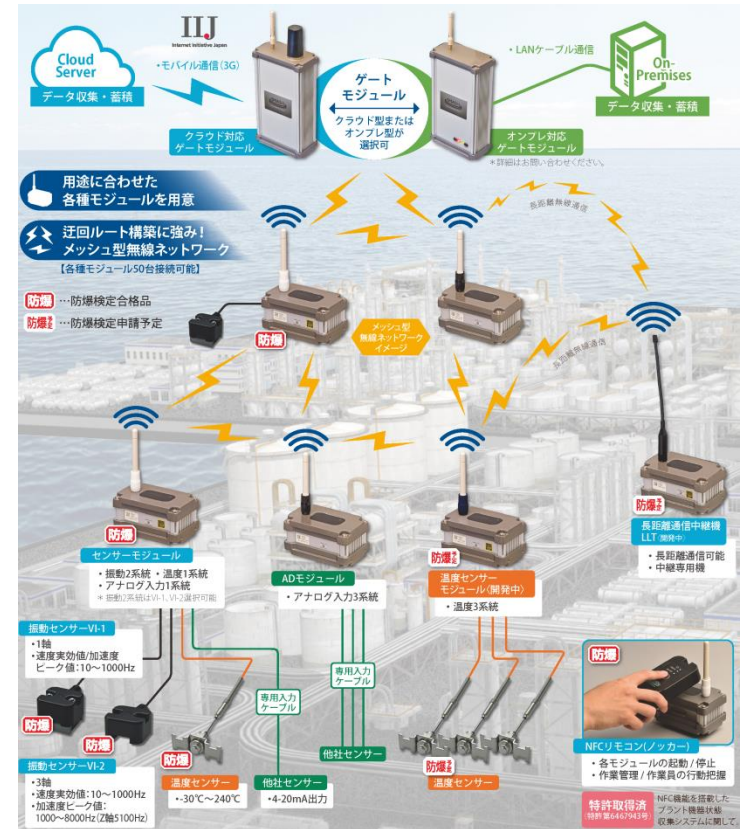 Cloud
Server
データ収集・蓄積
IIJ
Internet Initiative Japan
・モバイル通信(3G)
クラウド対応
ゲートモジュール
ゲート
モジュール
クラウド型または
オンプレ型が
選択可
・LANケーブル通信
オンプレ対応
ゲートモジュール
＊詳細はお問い合わせください。
On-
Premises
データ収集・蓄積
用途に合わせた
各種モジュールを用意
迂回ルート構築に強み！
メッシュ型無線ネットワーク
【各種モジュール50台接続可能】
防爆 …防爆検定合格品
防爆予定 …防爆検定申請予定
防爆
長距離無線通信
メッシュ型
無線ネットワーク
イメージ
長距離無線通信
防爆
センサーモジュール
・振動2系統 ・温度1系統
・アナログ入力1系統
＊振動2系統はVI-1、VI-2選択可能
ADモジュール
・アナログ入力3系統
防爆予定
温度センサー
モジュール(開発中)
・温度3系統
防爆予定
長距離通信中継機
LLT(開発中)
・長距離通信可能
・中継専用機
振動センサーVI-1
・1軸
・速度実効値/加速度
ピーク値：10～1000Hz
防爆
防爆
振動センサーVI-2
・3軸
・速度実効値：10～1000Hz
・加速度ピーク値：
1000～8000Hz(Z軸5100Hz)
防爆
温度センサー
・-30℃～240℃
専用入力
ケーブル
他社センサー
・4-20mA出力
専用入力
ケーブル
他社センサー
防爆予定
温度センサー
防爆
NFCリモコン(ノッカー)
・各モジュールの起動/停止
・作業管理/作業員の行動把握
特許取得済
(特許第6467943号)
NFC機能を搭載した
プラント機器状態
収集システムに関して。